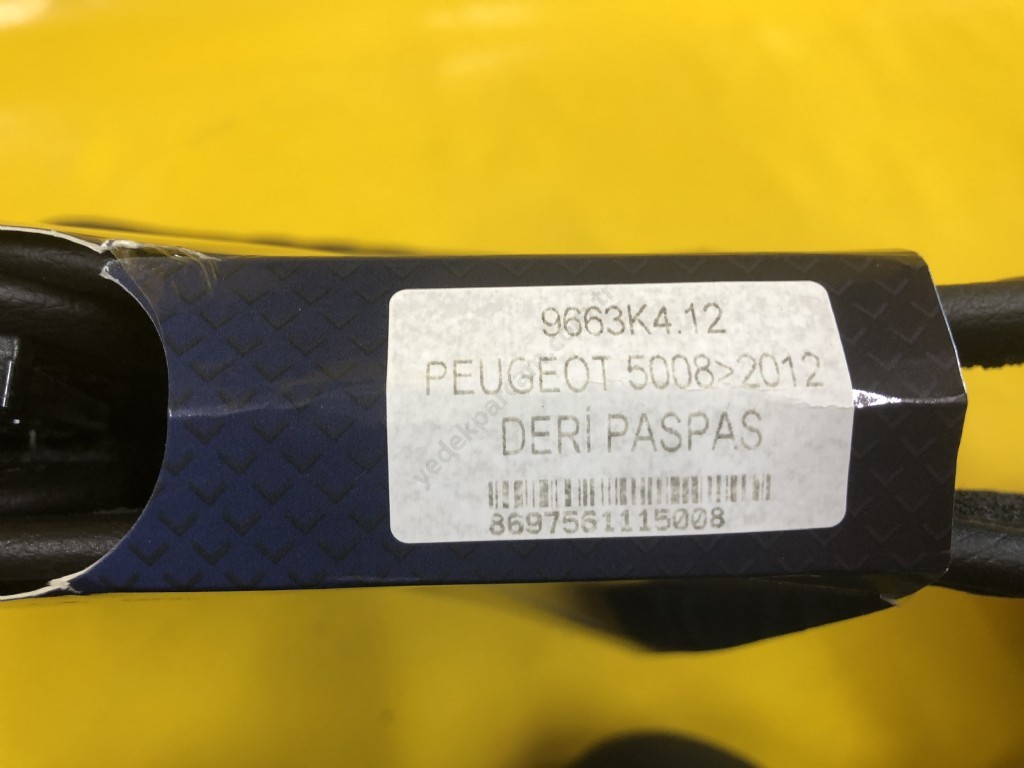 9663K4.12
PEUGEOT 5008>2012
DERİ PASPAS
8697561115008